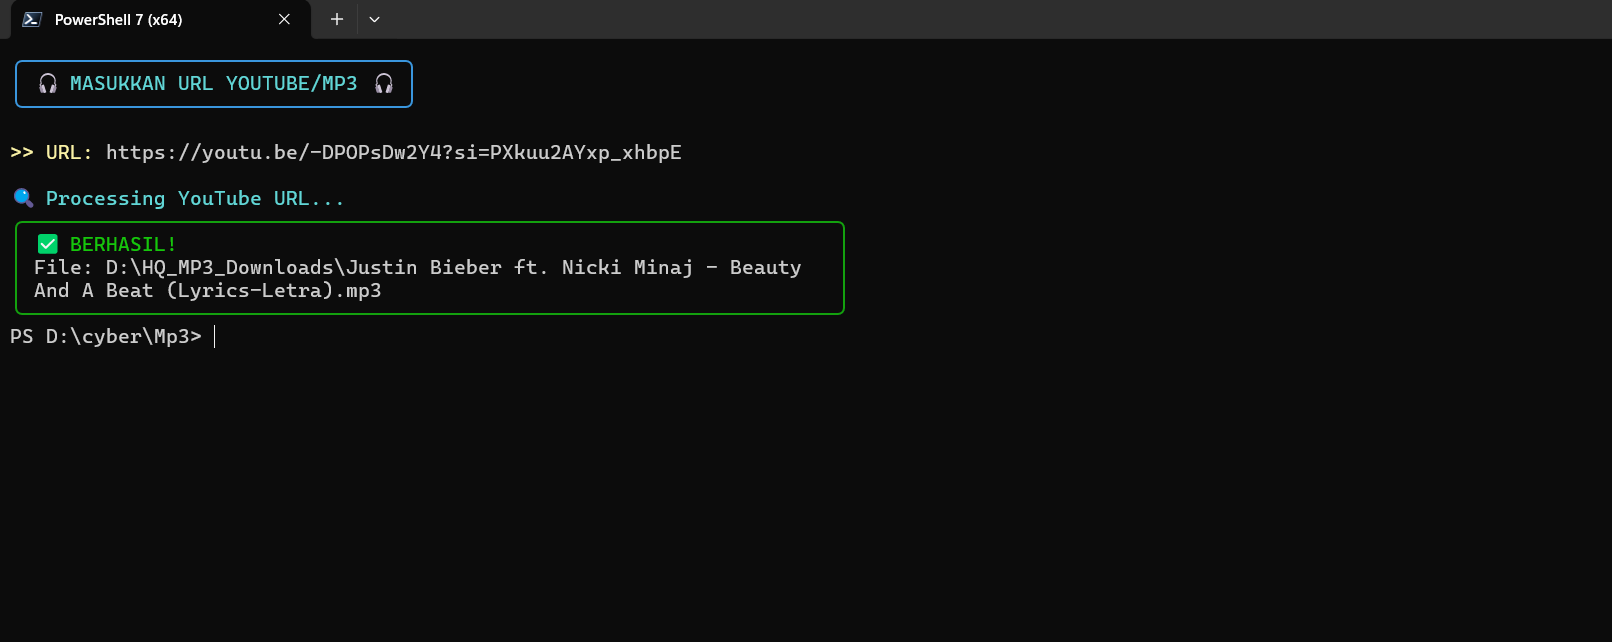 PowerShell 7 (x64)
🎧 MASUKKAN URL YOUTUBE/MP3 🎧
>> URL: https://youtu.be/-DPOPsDw2Y4?si=PXkuu2AYxp_xhbpE
🔍 Processing YouTube URL...
✅ BERHASIL!
File: D:\HQ_MP3_Downloads\Justin Bieber ft. Nicki Minaj - Beauty
And A Beat (Lyrics-Letra).mp3
PS D:\cyber\Mp3>